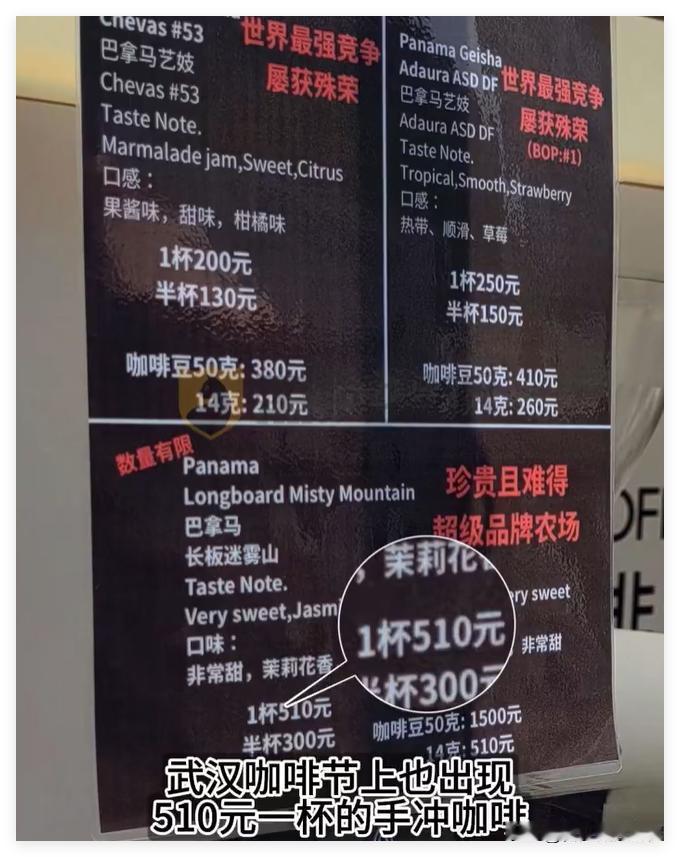 Chevas #53
巴拿马艺妓
Chevas #53
Taste Note.
Marmalade jam,Sweet,Citrus
口感：
果酱味，甜味，柑橘味
1杯200元
半杯130元
咖啡豆50克: 380元
14克: 210元
世界最强竞争
屡获殊荣
Panama Geisha
Adaura ASD DF
巴拿马艺妓
Adaura ASD DF
Taste Note.
Tropical,Smooth,Strawberry
口感：
热带、顺滑、草莓
1杯250元
半杯150元
咖啡豆50克: 410元
14克: 260元
世界最强竞争
屡获殊荣
(BOP:#1)
数量有限
Panama
Longboard Misty Mountain
巴拿马
长板迷雾山
Taste Note.
Very sweet,Jasm
口味：
非常甜，茉莉花香
1杯510元
半杯300元
珍贵且难得
超级品牌农场
ery sweet
，非常甜
咖啡豆50克: 1500元
14克: 510元
，茉莉花
1杯510元
半杯300元
武汉咖啡节上也出现
510元一杯的手冲咖啡